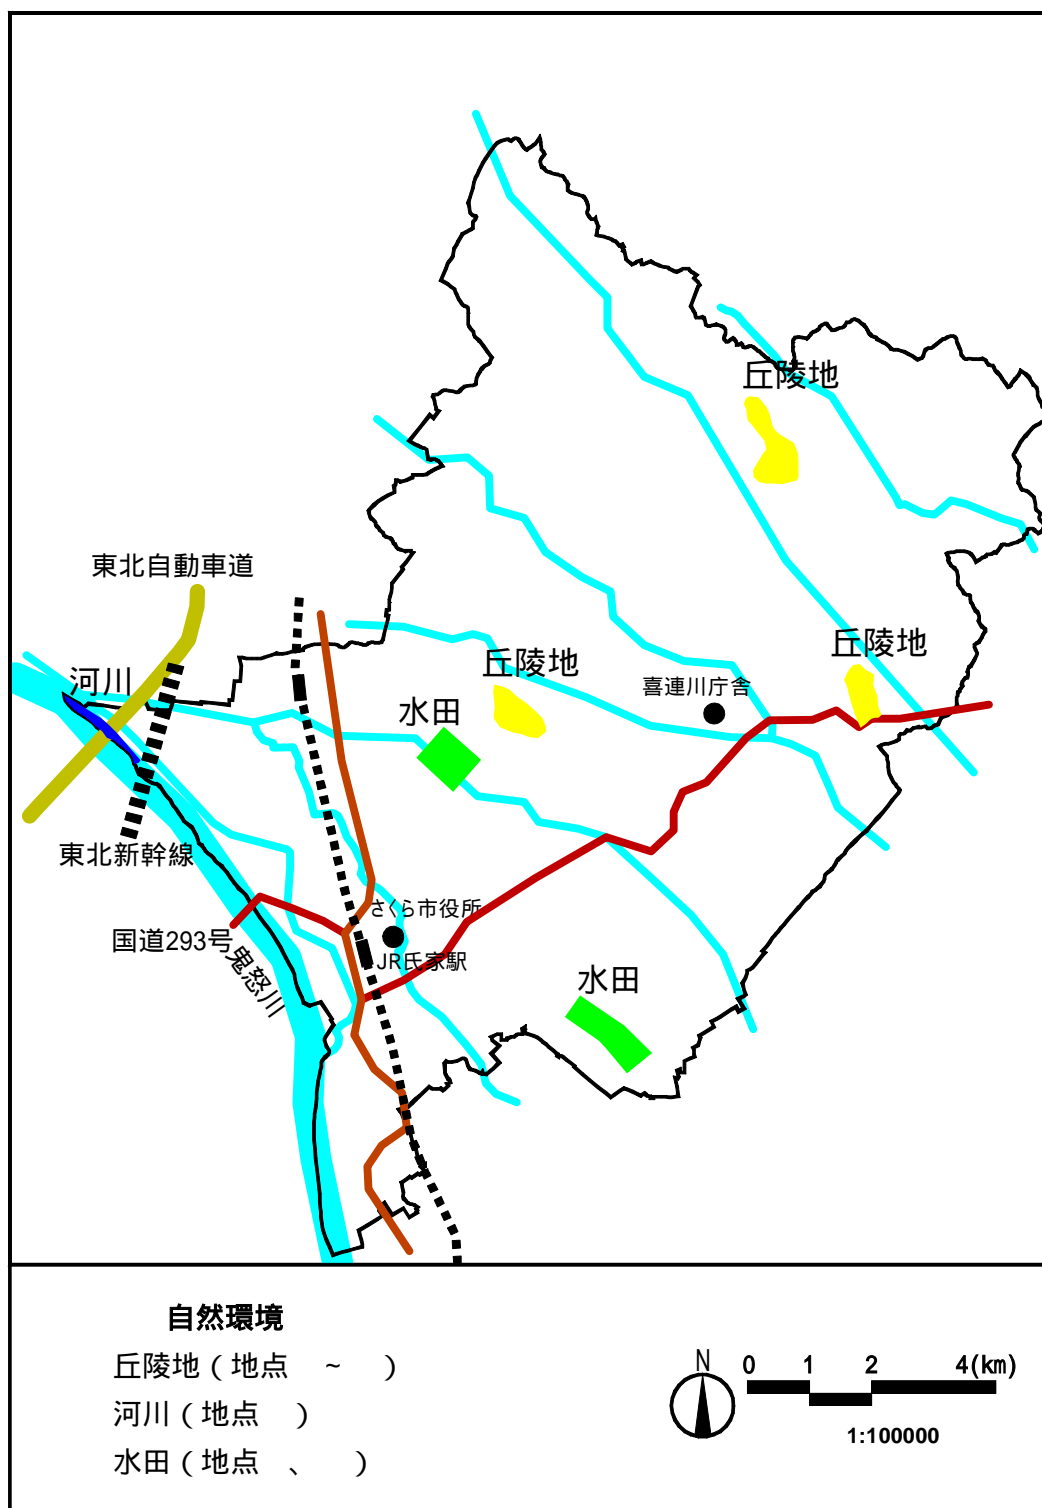 丘陵地
東北自動車道
丘陵地
丘陵地
河川
喜連川庁舎
水田
東北新幹線
さくら市役所
国道293号
JR氏家駅
鬼怒川
水田
自然環境
丘陵地（地点　~　）
河川（地点　）
水田（地点　、　）
N
0 1 2 4(km)
1:100000